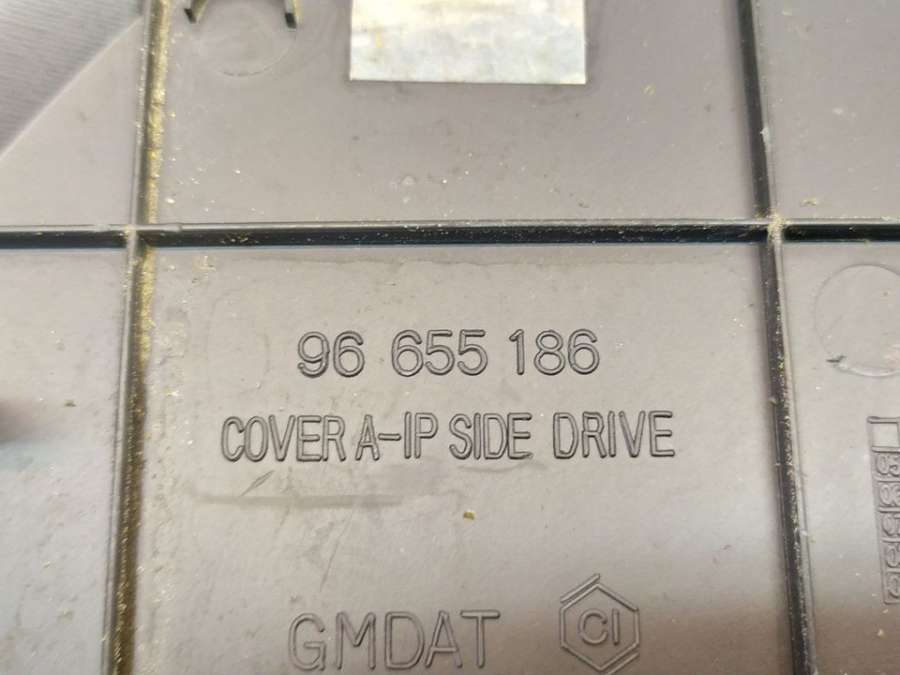 96 655 186
COVER A-IP SIDE DRIVE
GMDAT
CI